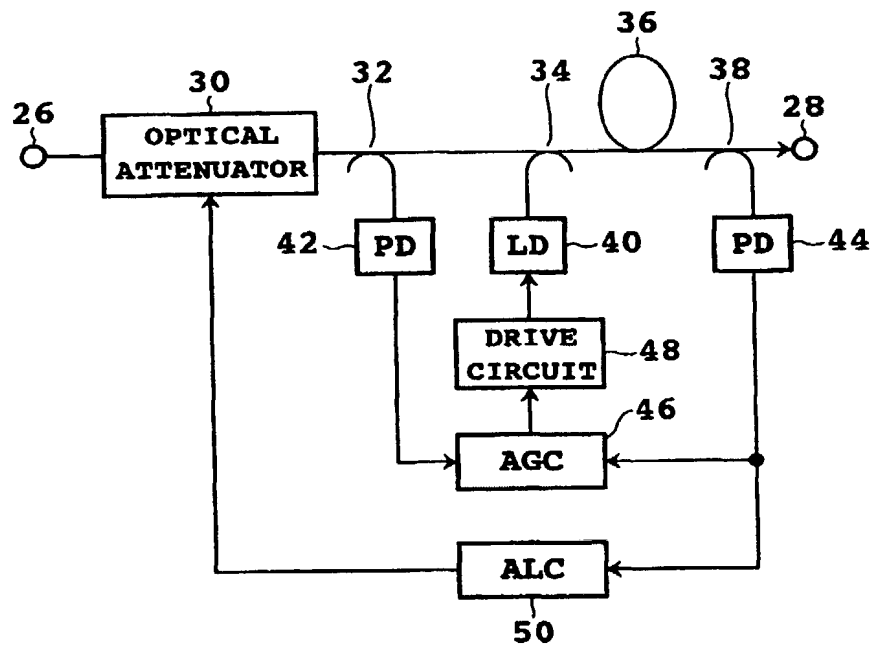 36
30
32
34
38
26
28
OPTICAL
ATTENUATOR
42
PD
LD
40
PD
44
DRIVE
CIRCUIT
48
46
AGC
ALC
50